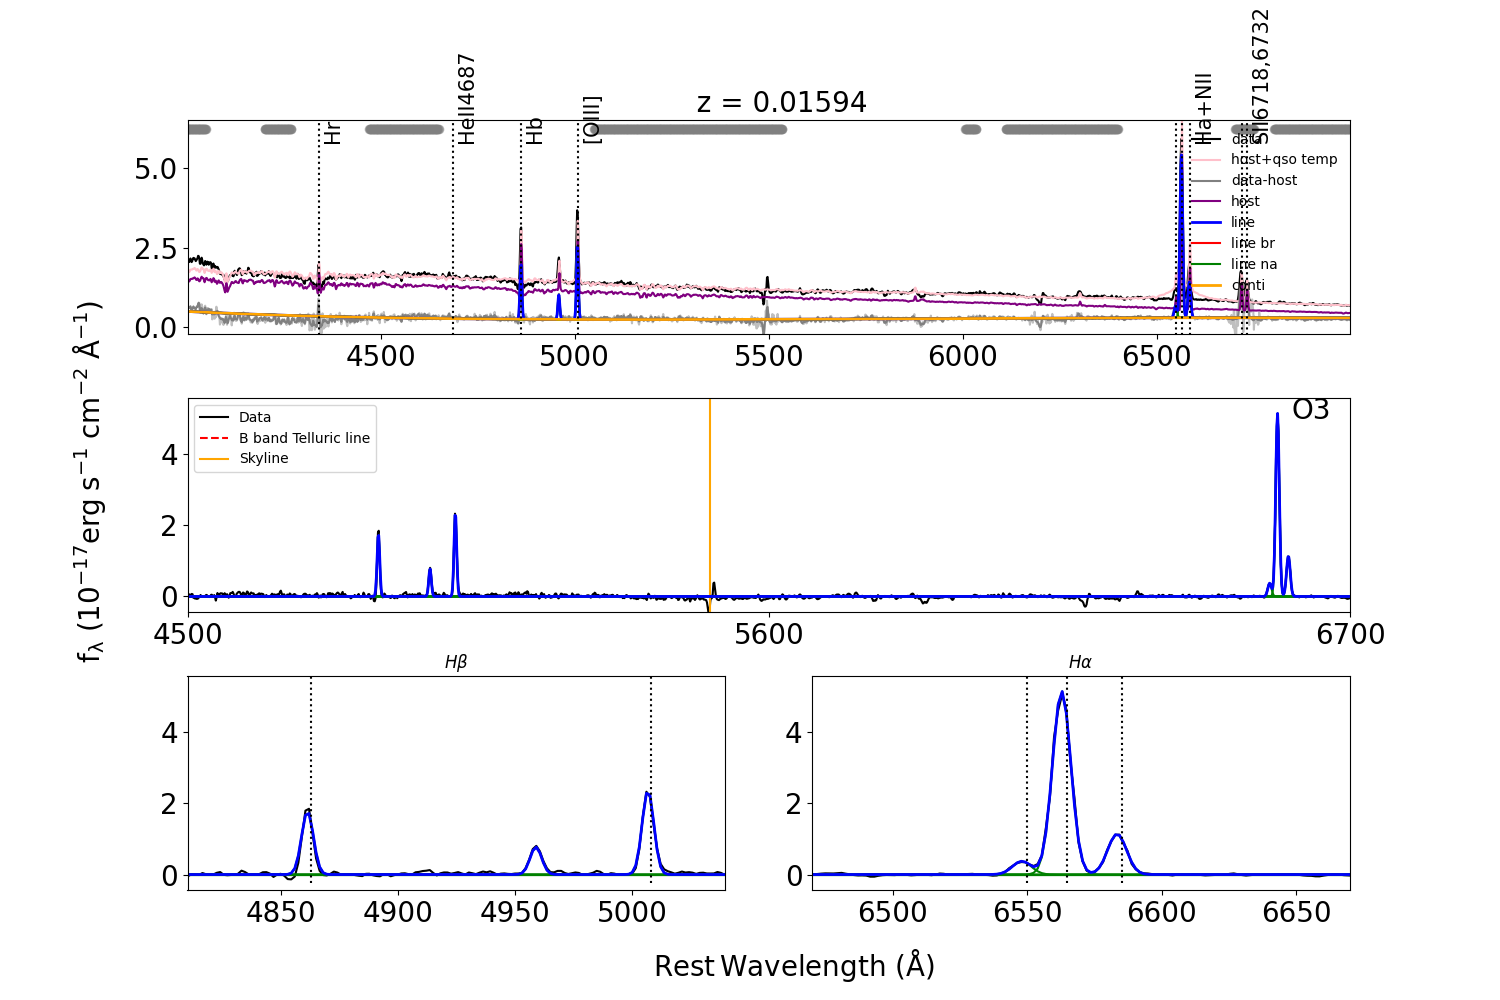 z = 0.01594
Hr
HeII4687
Hb
[OIII]
Ha+NII
SII6718,6732
data
host+qso temp
data-host
host
line
line br
line na
conti
5.0
2.5
0.0
4500 5000 5500 6000 6500
Data
B band Telluric line
Skyline
O3
4
2
0
4500 5600 6700
fλ (10⁻¹⁷erg s⁻¹ cm⁻² Å⁻¹)
Hβ
4
2
0
4850 4900 4950 5000
Hα
4
2
0
6500 6550 6600 6650
Rest Wavelength (Å)